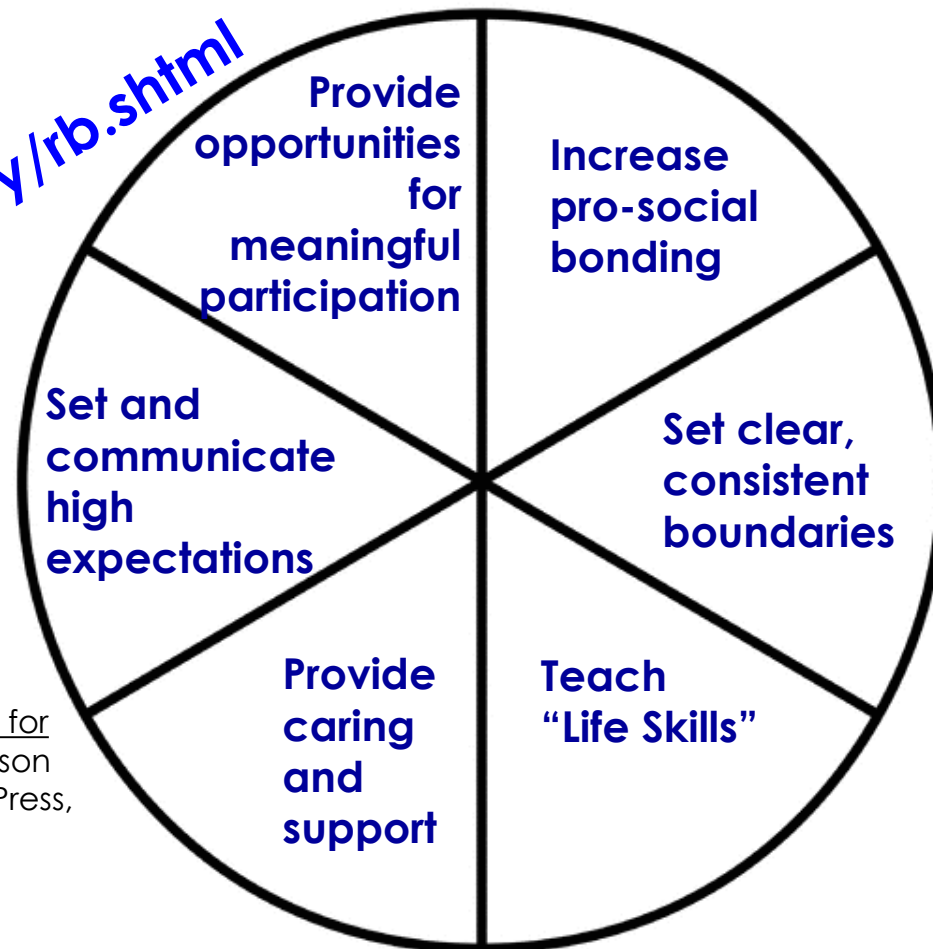 y/rb.shtml
Provide
opportunities
for
meaningful
participation
Increase
pro-social
bonding
Set clear,
consistent
boundaries
Teach
“Life Skills”
Provide
caring
and
support
Set and
communicate
high
expectations
for
son
Press,